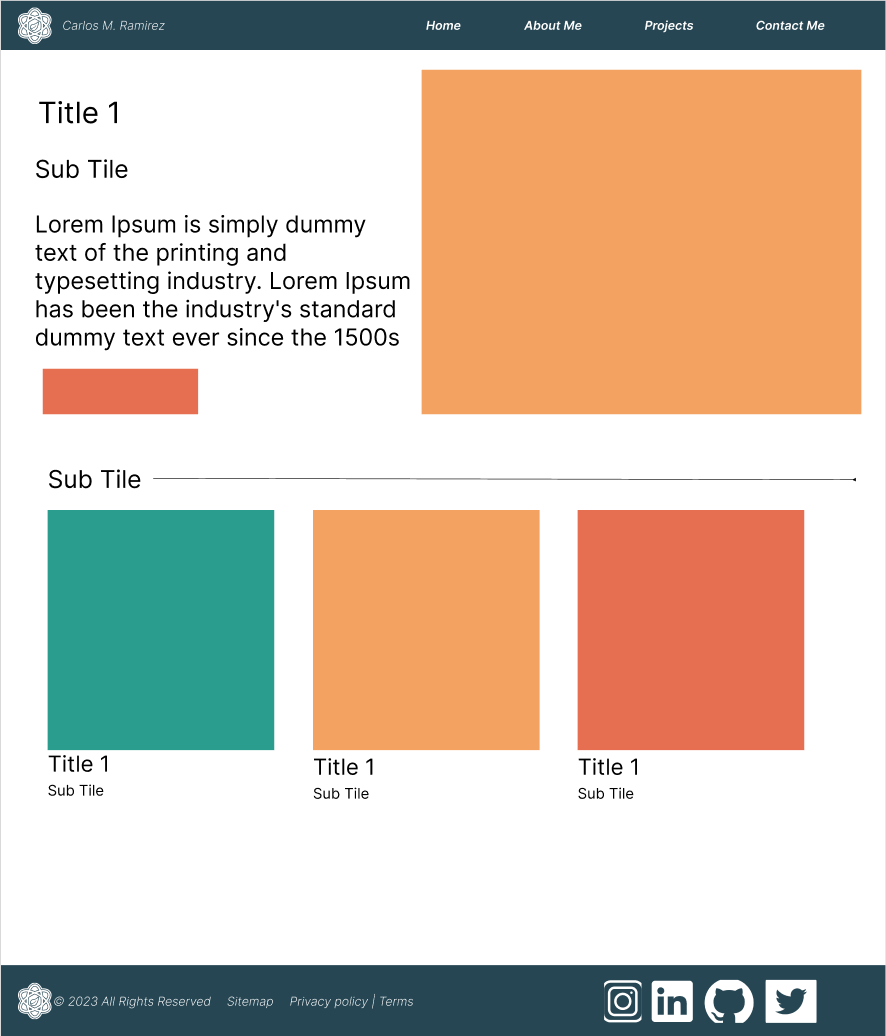 Carlos M. Ramirez
Home About Me Projects Contact Me
Title 1
Sub Tile
Lorem Ipsum is simply dummy
text of the printing and
typesetting industry. Lorem Ipsum
has been the industry's standard
dummy text ever since the 1500s
Sub Tile
Title 1
Sub Tile
Title 1
Sub Tile
Title 1
Sub Tile
© 2023 All Rights Reserved Sitemap Privacy policy | Terms
in